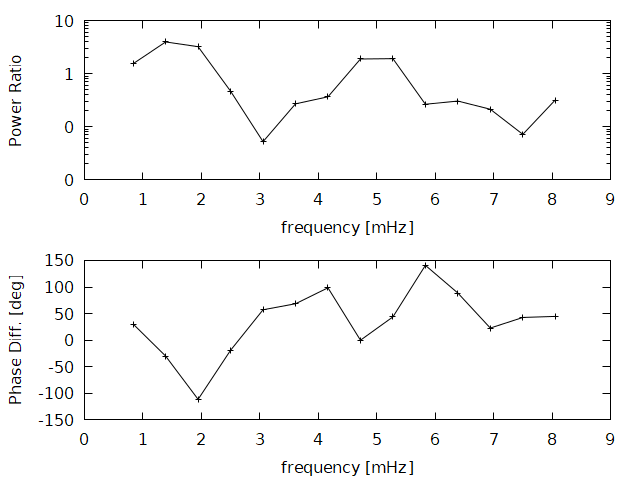 10
1
0
0
Power Ratio
0 1 2 3 4 5 6 7 8 9
frequency [mHz]
150
100
50
0
-50
-100
-150
Phase Diff. [deg]
0 1 2 3 4 5 6 7 8 9
frequency [mHz]